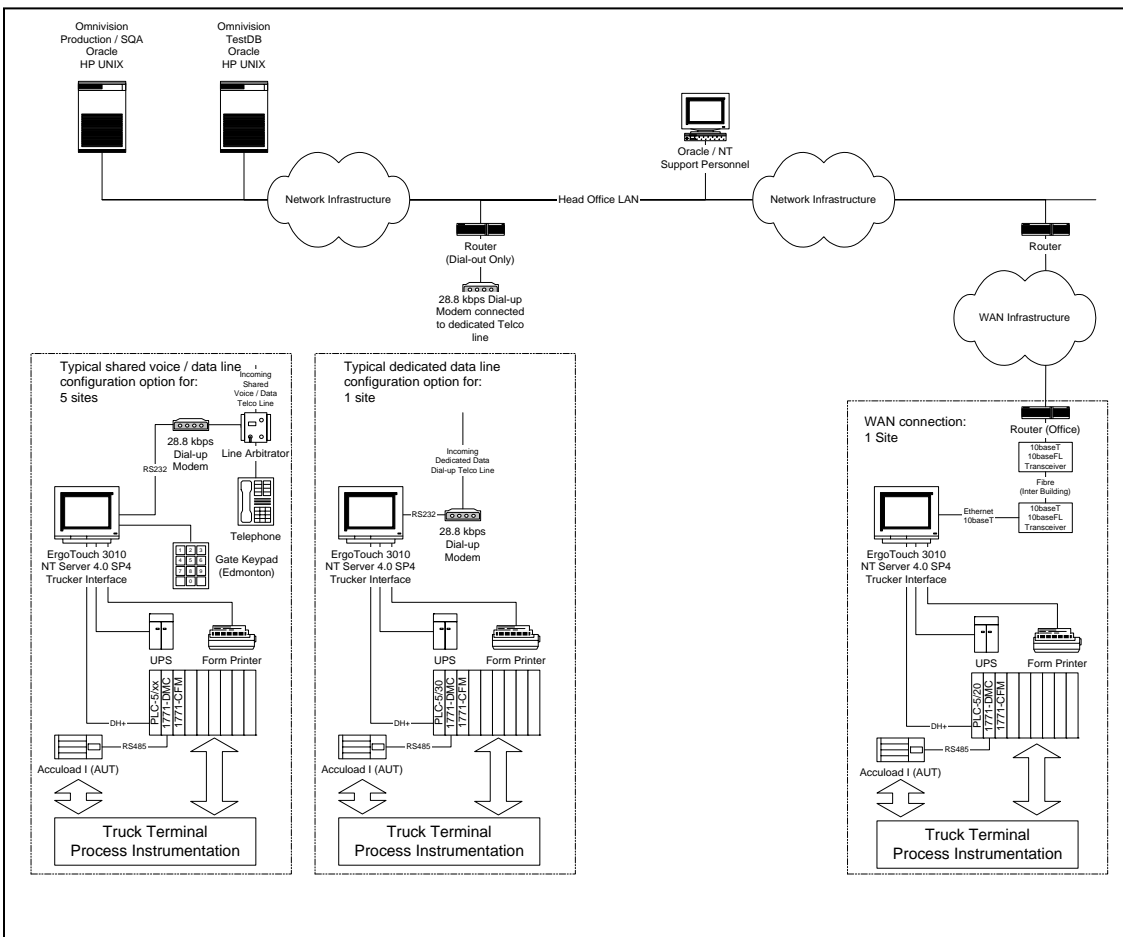 Omnivision
Production / SQA
Oracle
HP UNIX
Omnivision
TestDB
Oracle
HP UNIX
Oracle / NT
Support Personnel
Network Infrastructure
Head Office LAN
Network Infrastructure
Router
(Dial-out Only)
Router
28.8 kbps Dial-up
Modem connected
to dedicated Telco
line
WAN Infrastructure
Typical shared voice / data line
configuration option for:
5 sites
Incoming
Shared
Voice / Data
Telco Line
28.8 kbps
Dial-up
Modem
Line Arbitrator
RS232
Telephone
ErgoTouch 3010
NT Server 4.0 SP4
Trucker Interface
1 2 3
4 5 6
7 8 9
0
Gate Keypad
(Edmonton)
UPS
Form Printer
PLC-5/xx
1771-DMC
1771-CFM
DH+
RS485
Accuload I (AUT)
Truck Terminal
Process Instrumentation
Typical dedicated data line
configuration option for:
1 site
Incoming
Dedicated Data
Dial-up Telco Line
RS232
28.8 kbps
Dial-up
Modem
ErgoTouch 3010
NT Server 4.0 SP4
Trucker Interface
UPS
Form Printer
PLC-5/30
1771-DMC
1771-CFM
DH+
RS485
Accuload I (AUT)
Truck Terminal
Process Instrumentation
WAN connection:
1 Site
Router (Office)
10baseT
10baseFL
Transceiver
Fibre
(Inter Building)
10baseT
10baseFL
Transceiver
Ethernet
10baseT
ErgoTouch 3010
NT Server 4.0 SP4
Trucker Interface
UPS
Form Printer
PLC-5/20
1771-DMC
1771-CFM
DH+
RS485
Accuload I (AUT)
Truck Terminal
Process Instrumentation